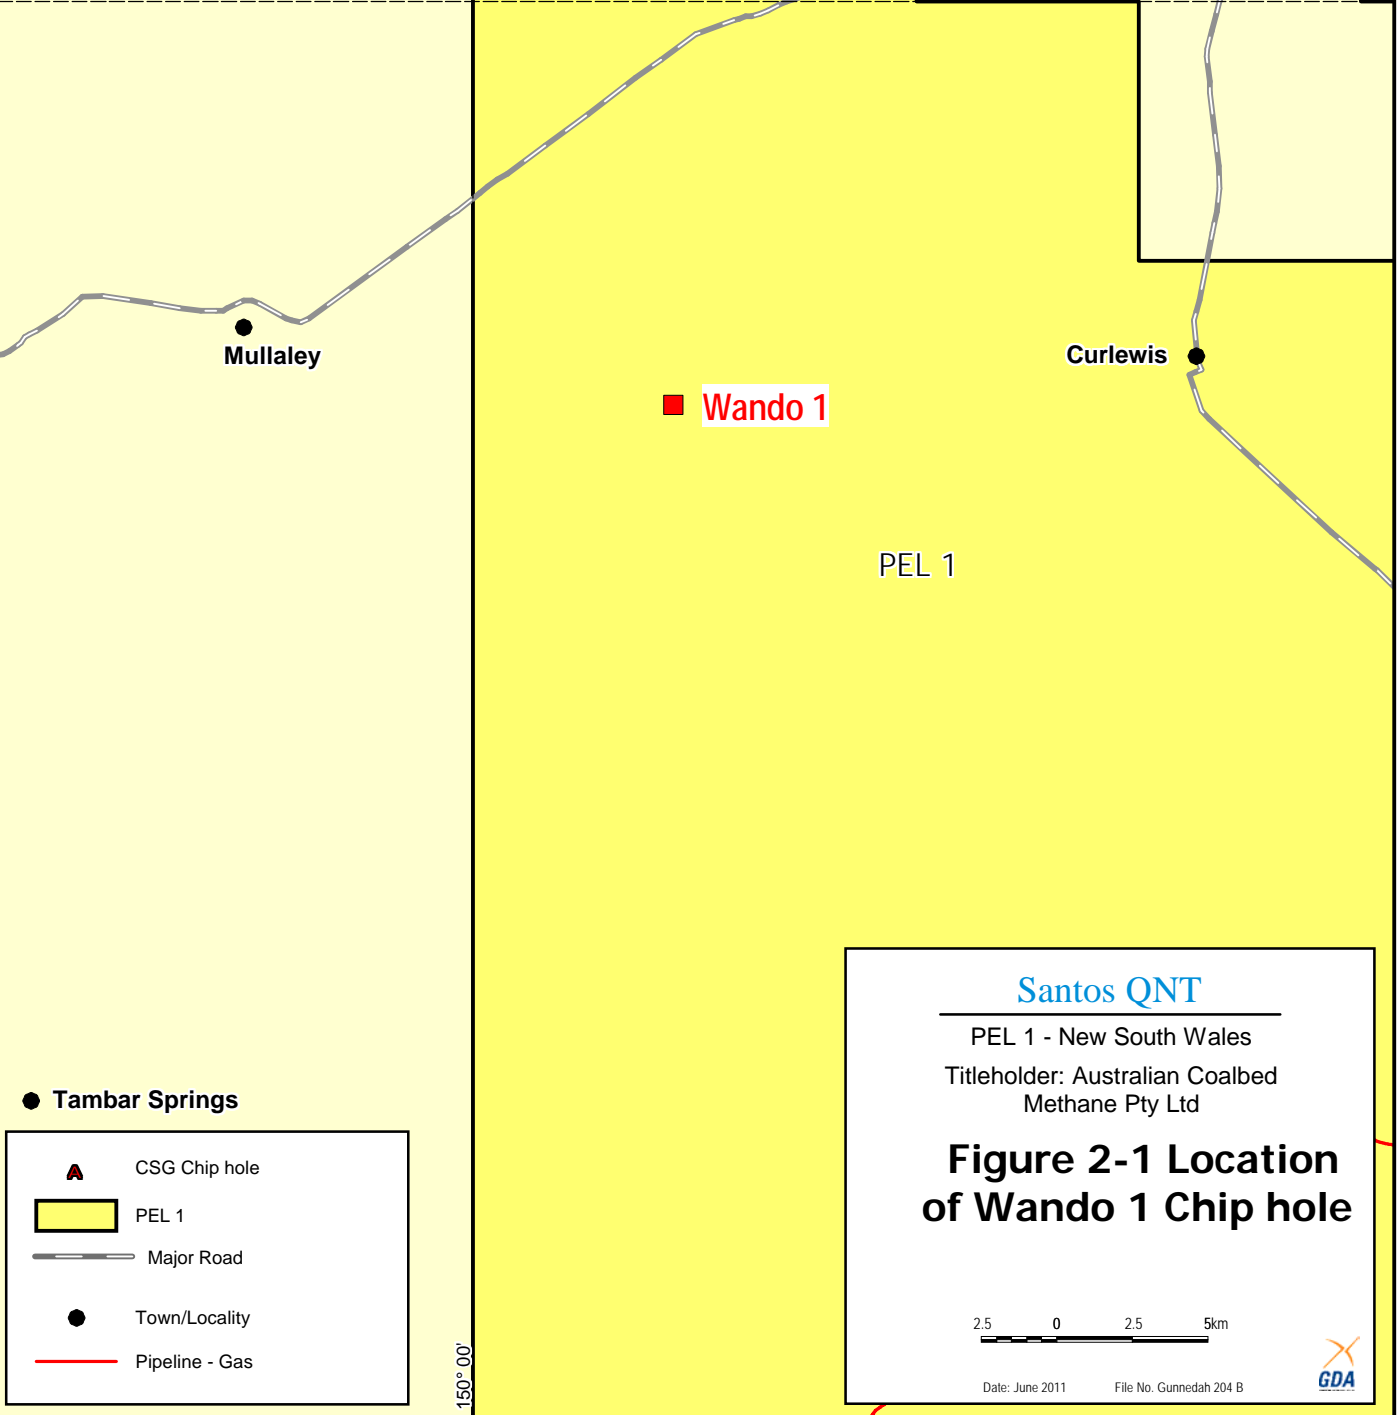 Mullaley
Curlewis
Wando 1
PEL 1
Tambar Springs
A CSG Chip hole
PEL 1
Major Road
Town/Locality
Pipeline - Gas
150° 00'
Santos QNT
PEL 1 - New South Wales
Titleholder: Australian Coalbed
Methane Pty Ltd
Figure 2-1 Location
of Wando 1 Chip hole
2.5 0 2.5 5km
Date: June 2011 File No. Gunnedah 204 B
GDA